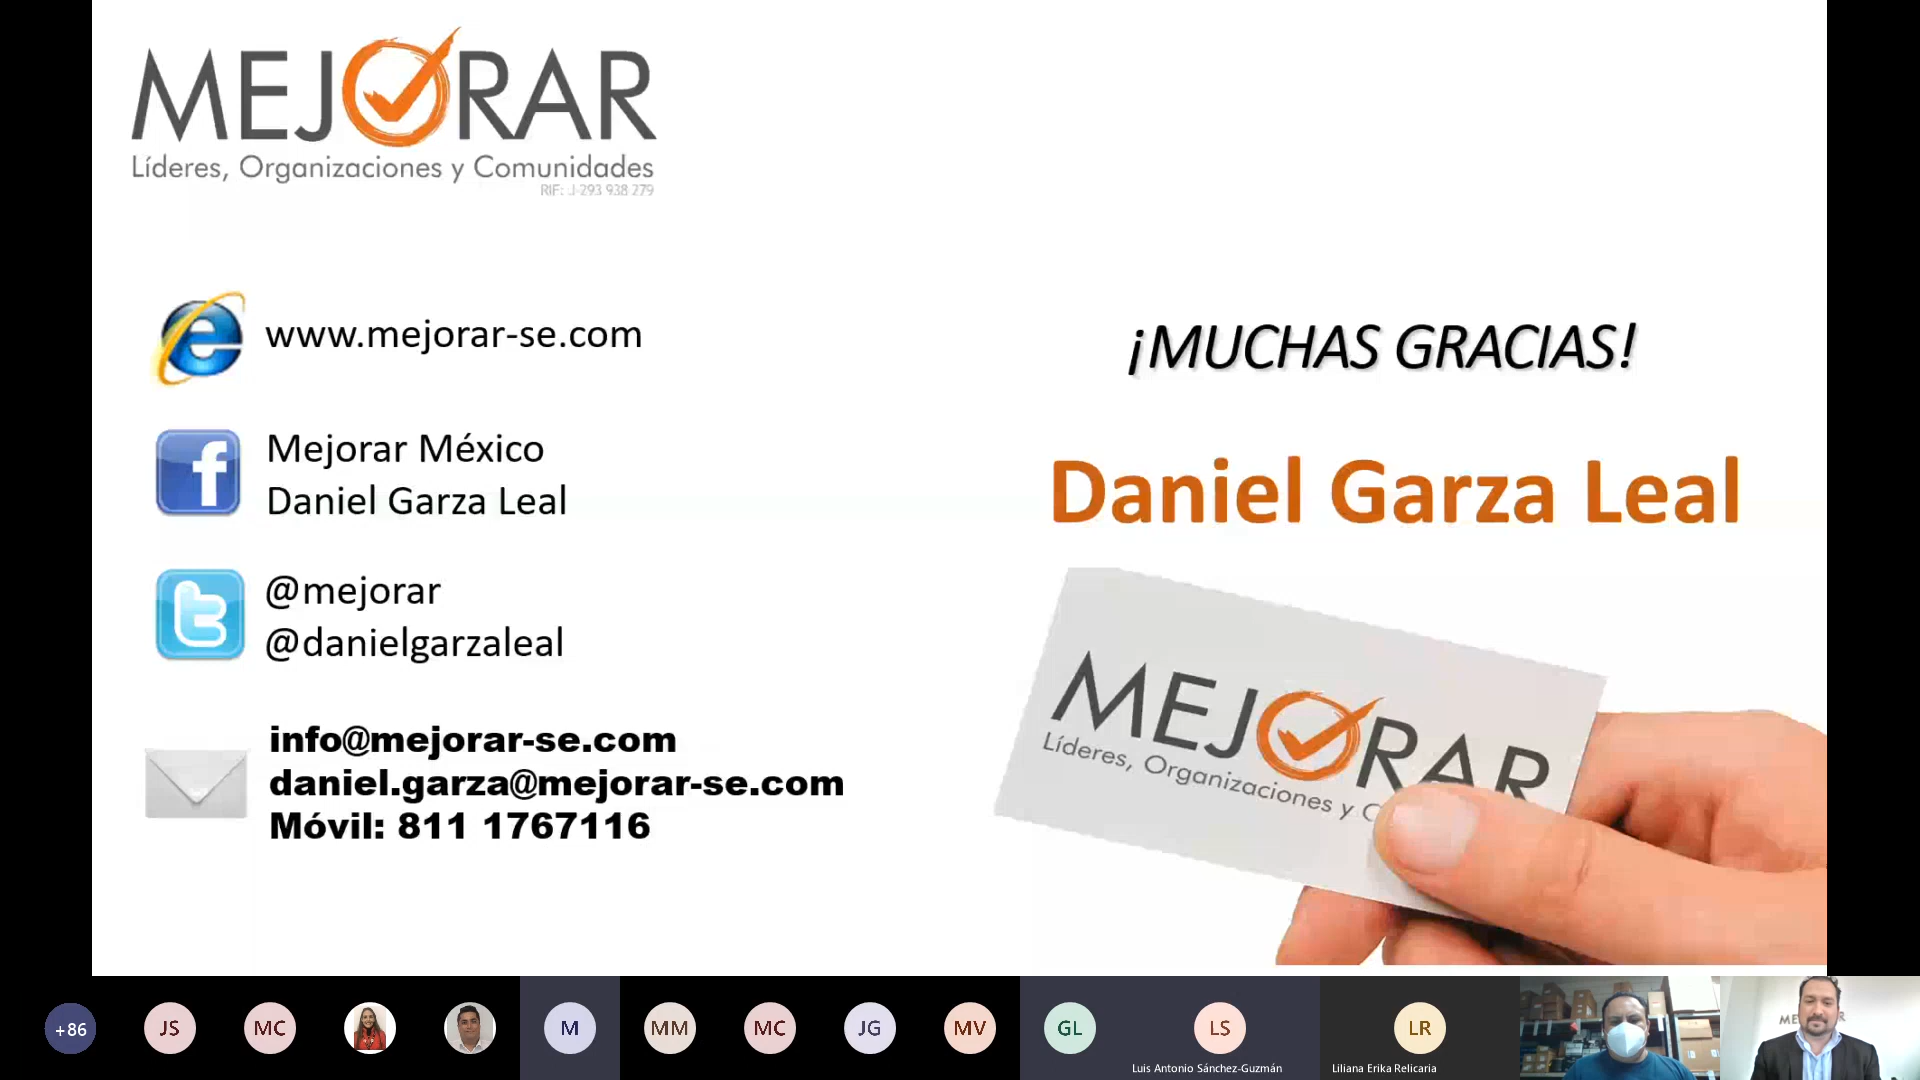 MEJORAR
Líderes, Organizaciones y Comunidades
RIF: J-293 938 279
www.mejorar-se.com
Mejorar México
Daniel Garza Leal
@mejorar
@danielgarzaleal
info@mejorar-se.com
daniel.garza@mejorar-se.com
Móvil: 811 1767116
¡MUCHAS GRACIAS!
Daniel Garza Leal
MEJORAR
Líderes, Organizaciones y C
+86
JS
MC
M
MM
MC
JG
MV
GL
LS
Luis Antonio Sánchez-Guzmán
LR
Liliana Erika Relicaria